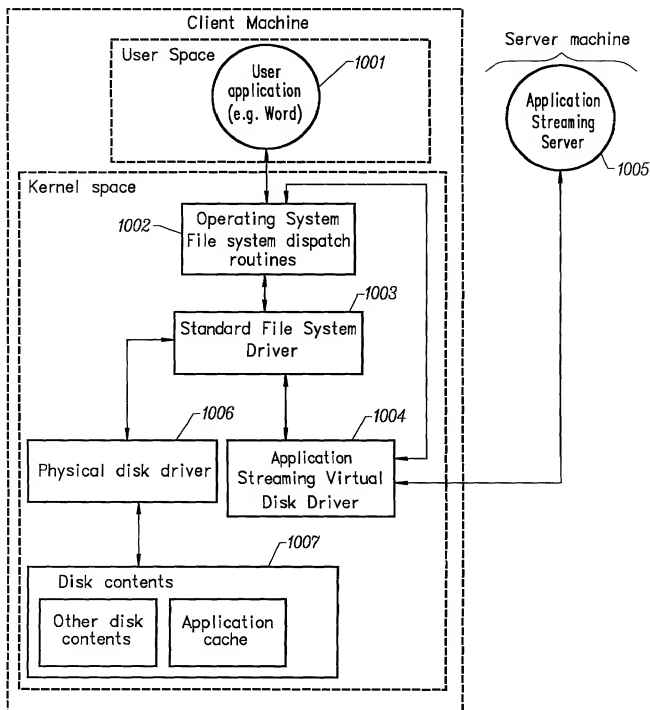 Client Machine
User Space
User
application
(e.g. Word)
1001
Server machine
Application
Streaming
Server
1005
Kernel space
1002
Operating System
File system dispatch
routines
1003
Standard File System
Driver
1006
Physical disk driver
1004
Application
Streaming Virtual
Disk Driver
1007
Disk contents
Other disk
contents
Application
cache